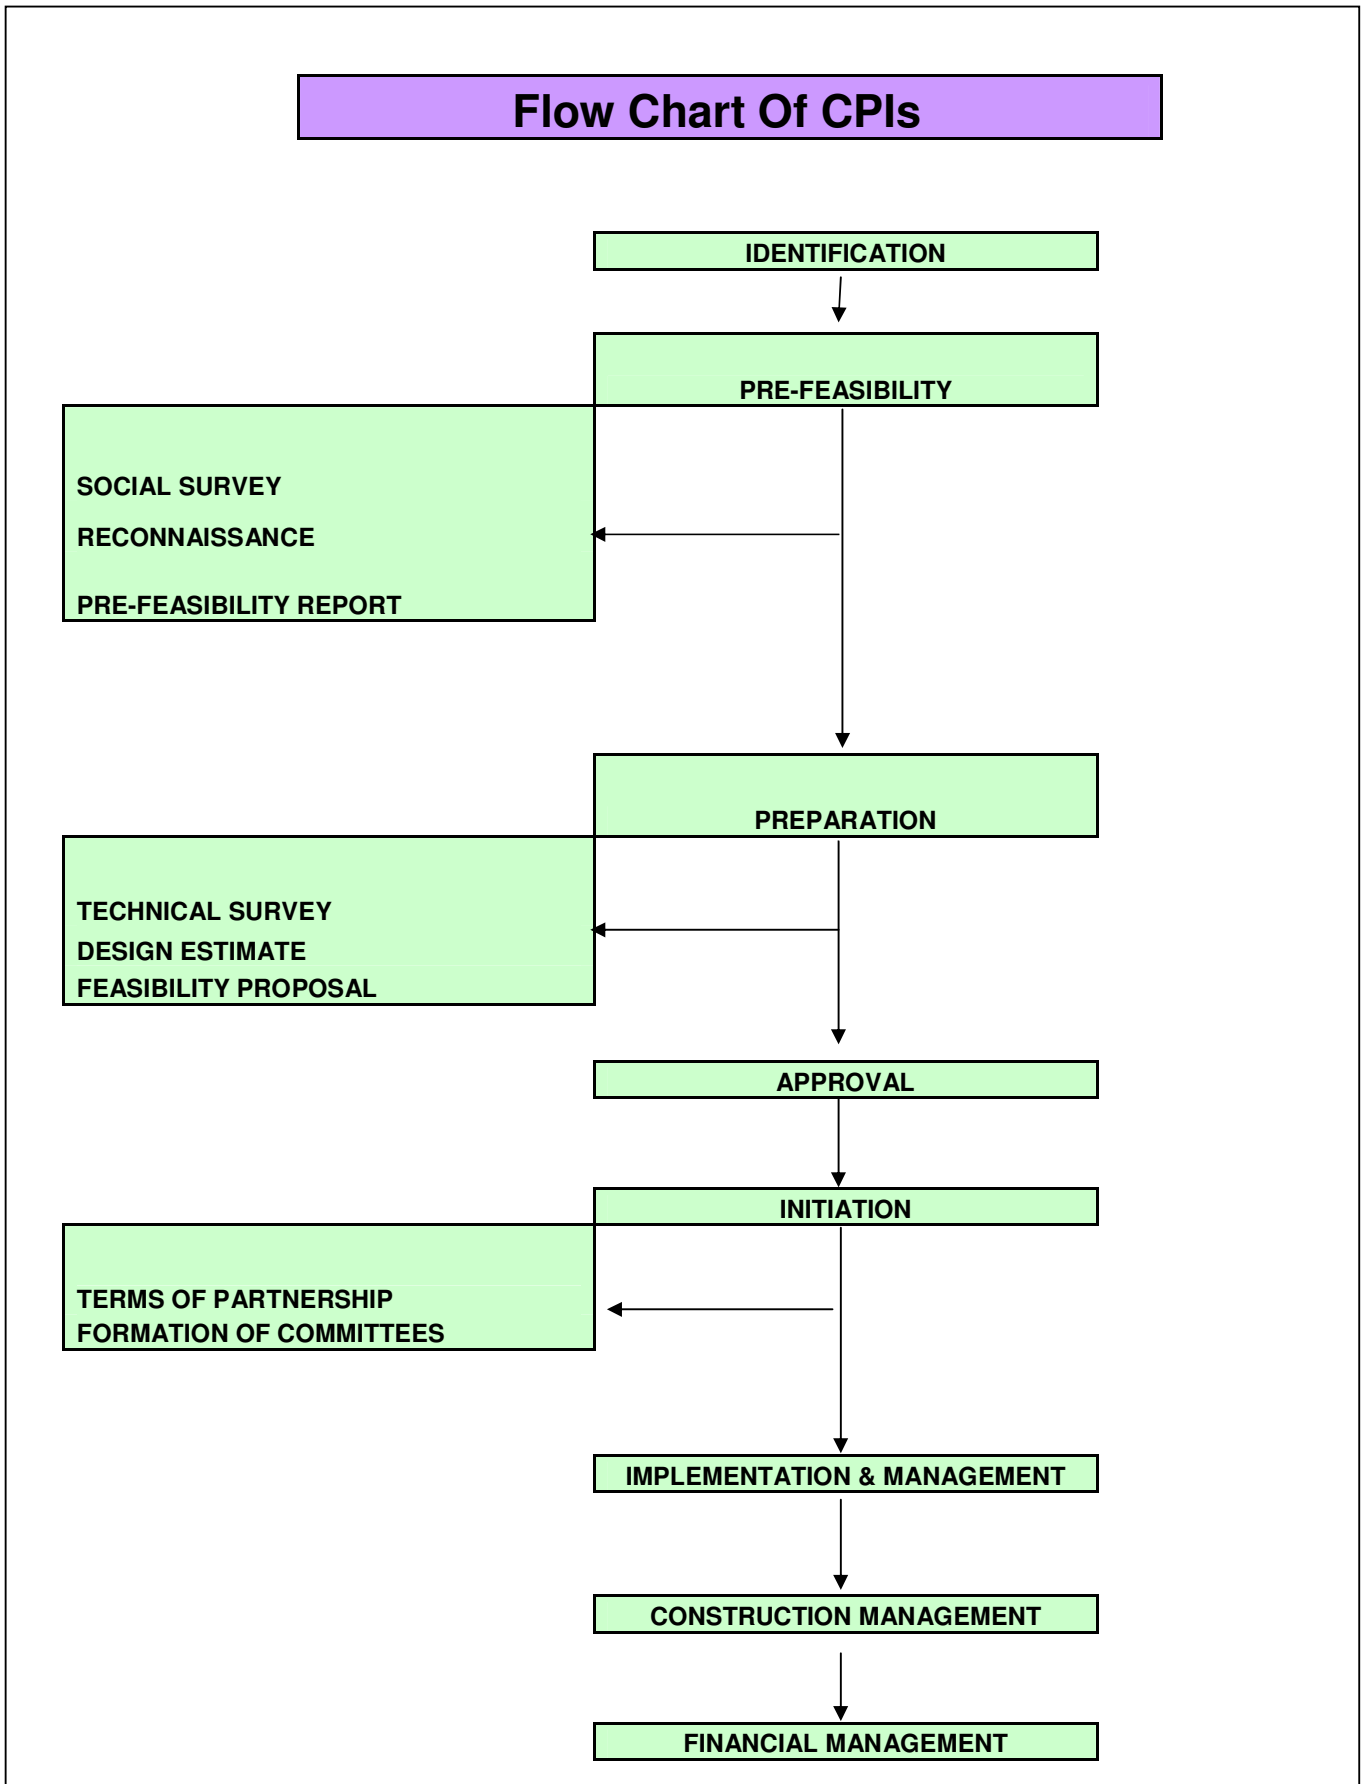 Flow Chart Of CPIs
IDENTIFICATION
PRE-FEASIBILITY
SOCIAL SURVEY
RECONNAISSANCE
PRE-FEASIBILITY REPORT
PREPARATION
TECHNICAL SURVEY
DESIGN ESTIMATE
FEASIBILITY PROPOSAL
APPROVAL
INITIATION
TERMS OF PARTNERSHIP
FORMATION OF COMMITTEES
IMPLEMENTATION & MANAGEMENT
CONSTRUCTION MANAGEMENT
FINANCIAL MANAGEMENT